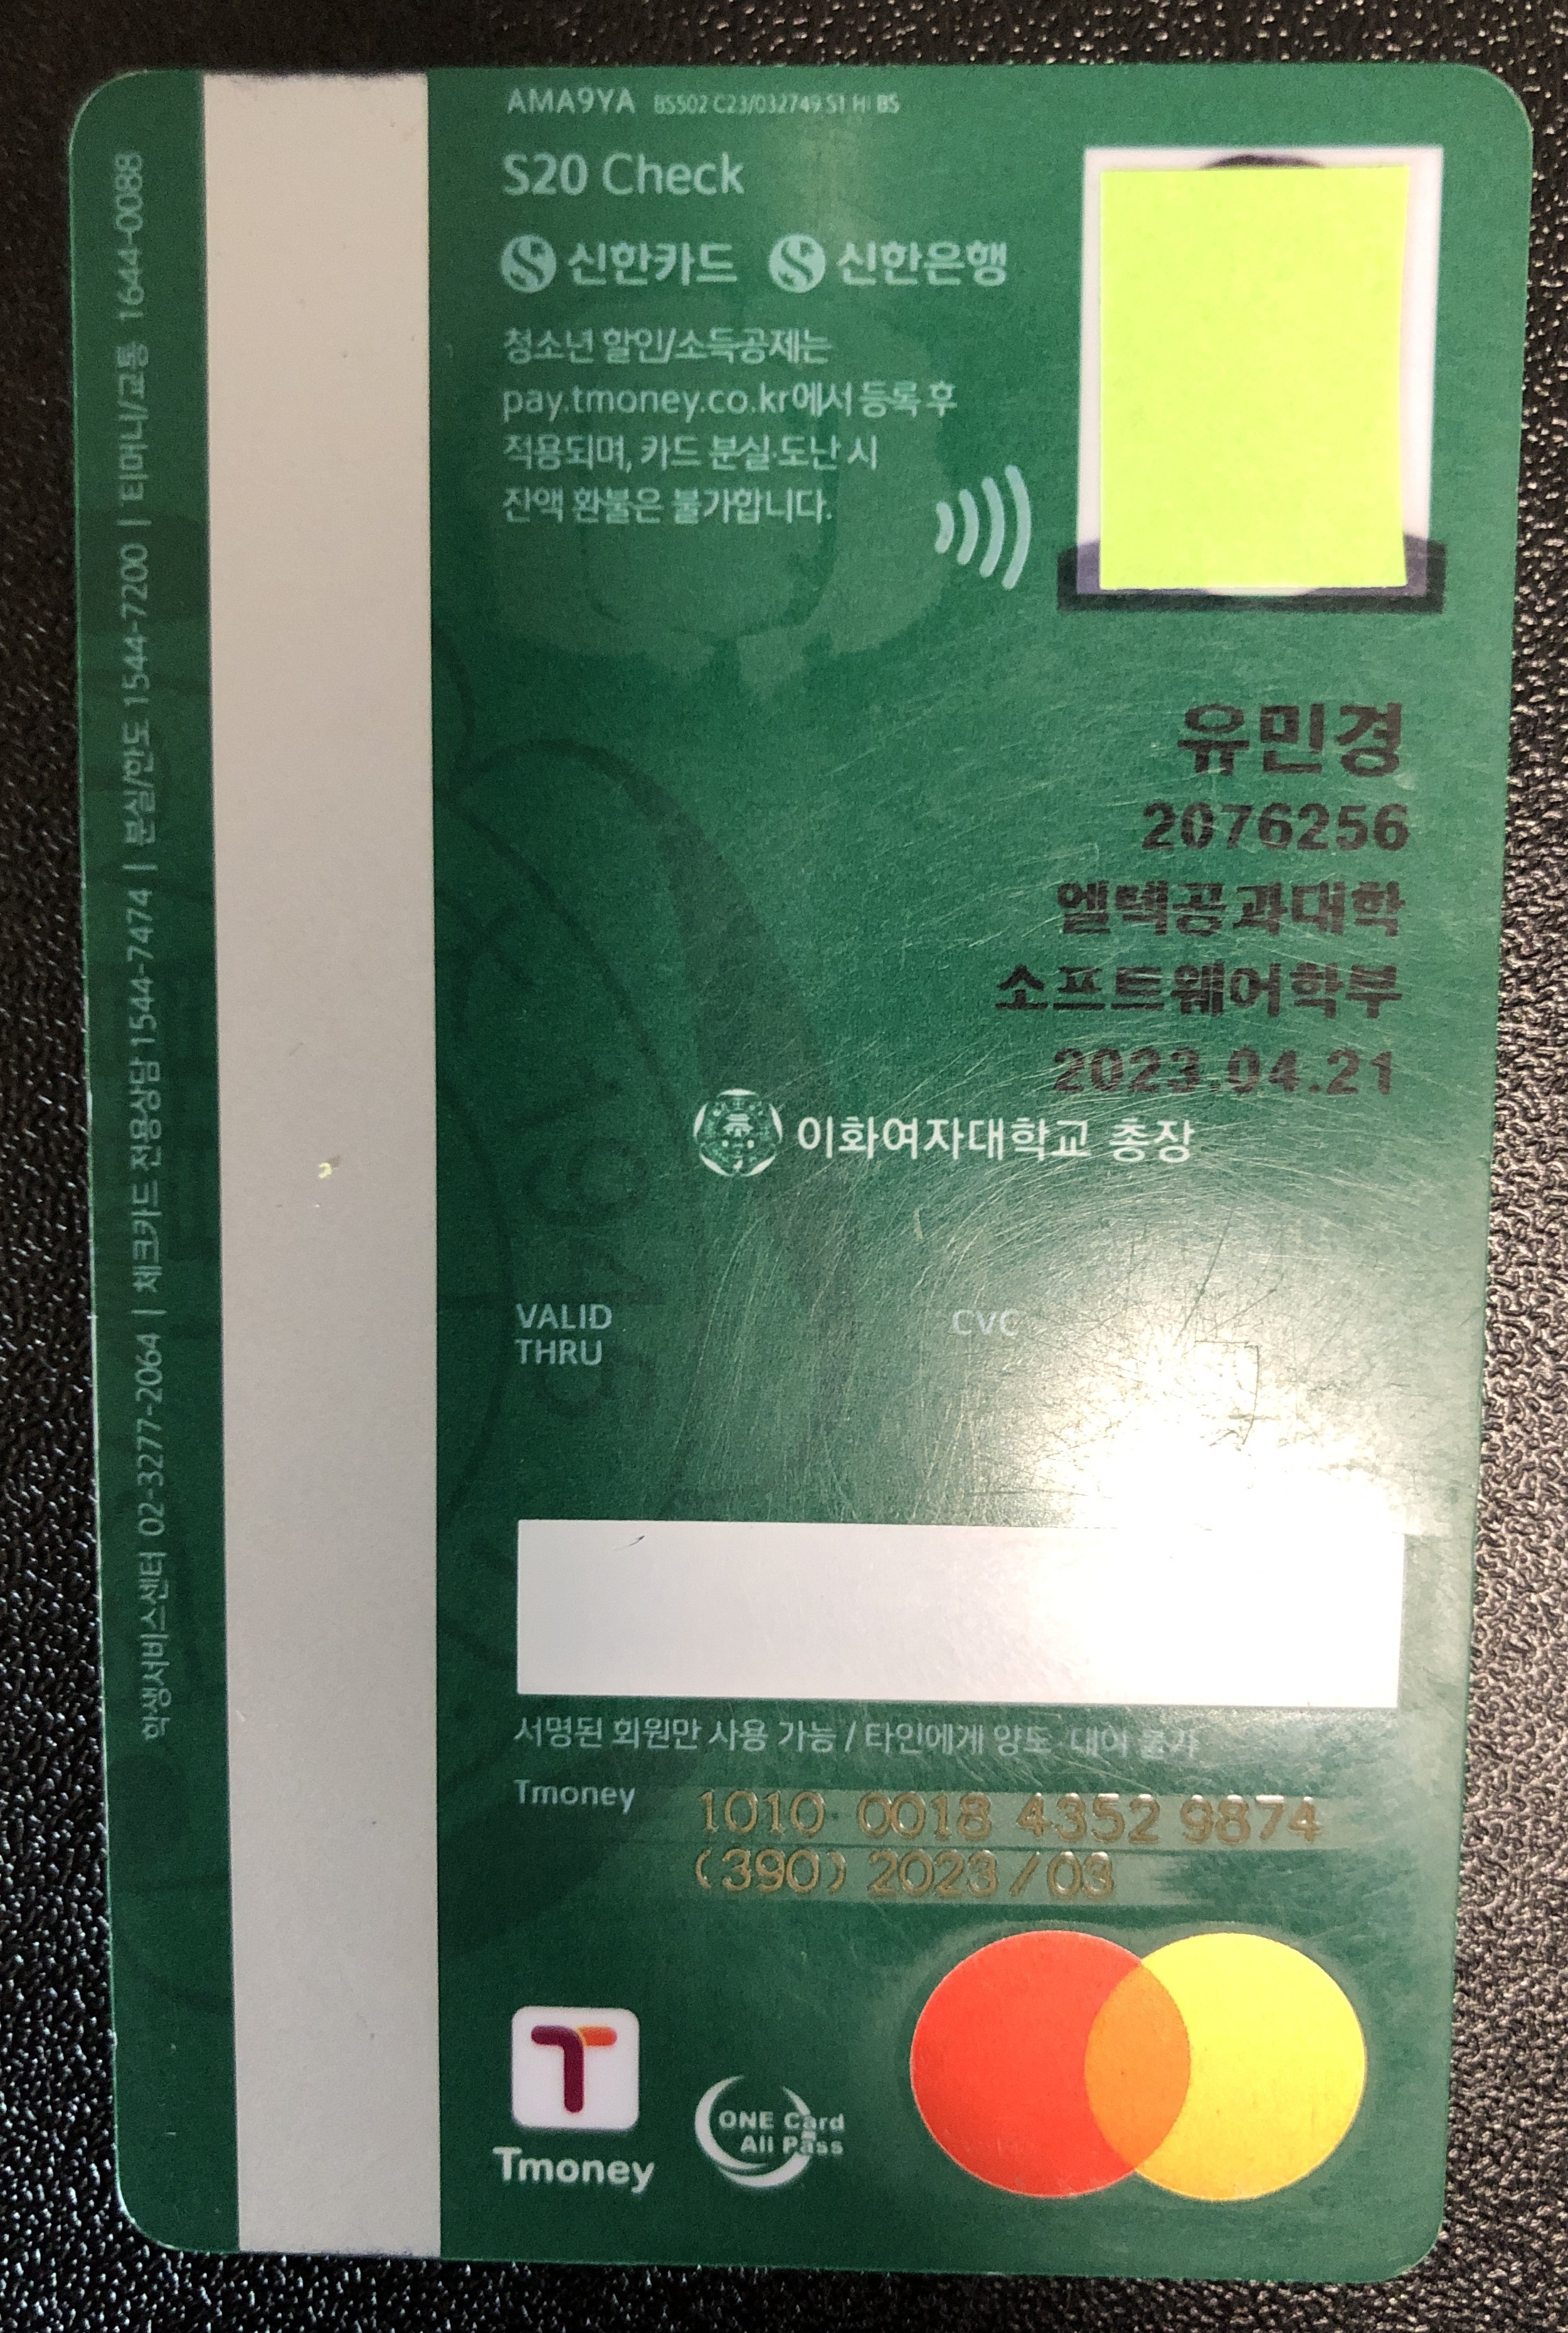 AMA9YA BS502 C23/032749 S1 HI BS
S20 Check
신한카드 신한은행
청소년 할인/소득공제는
pay.tmoney.co.kr에서 등록 후
적용되며, 카드 분실·도난 시
잔액 환불은 불가합니다.
유민경
2076256
엘텍공과대학
소프트웨어학부
2023.04.21
이화여자대학교 총장
VALID
THRU
CVC
서명된 회원만 사용 가능 / 타인에게 양도·대여 불가
Tmoney 1010 0018 4352 9874
(390) 2023/03
Tmoney
ONE Card
All Pass
학생서비스센터 02-3277-2064 | 체크카드 전용상담 1544-7474 | 분실/한도 1544-7200 | 티머니/교통 1644-0088